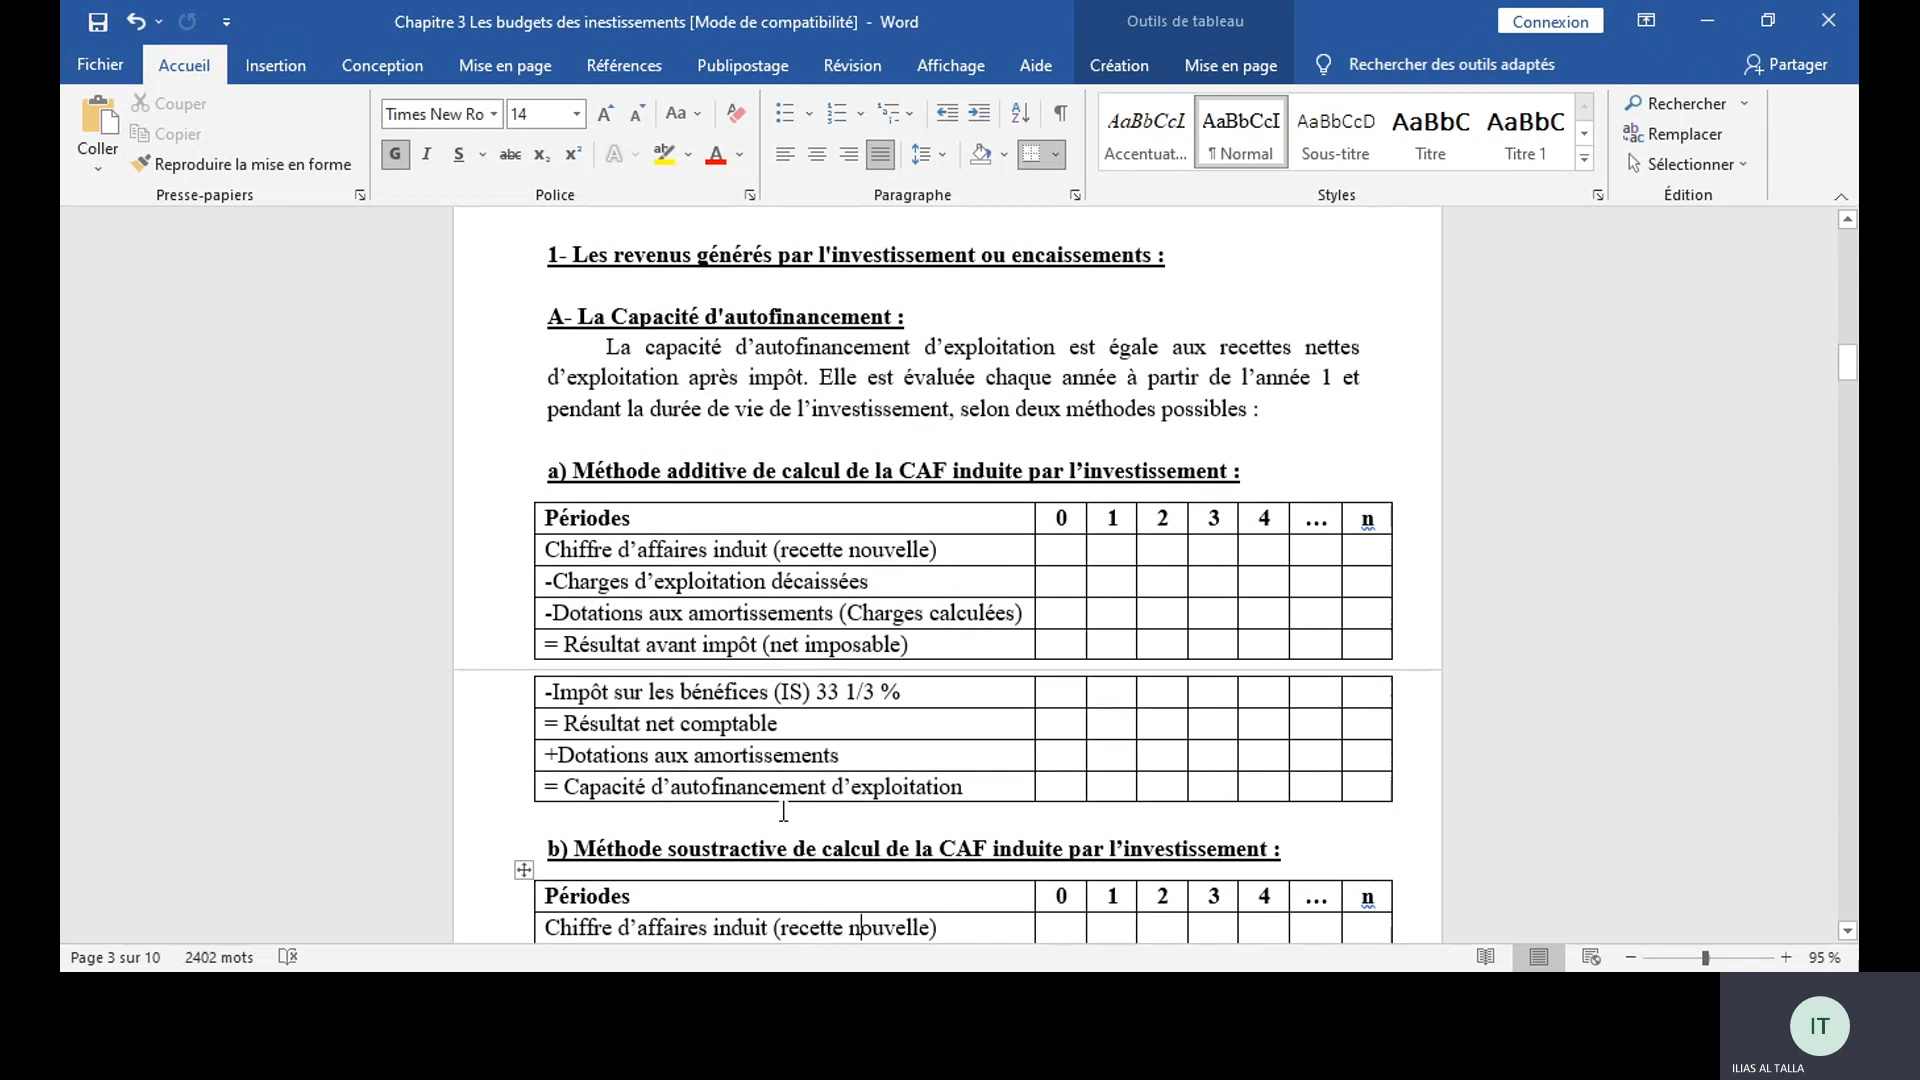 Chapitre 3 Les budgets des inestissements [Mode de compatibilité] - Word
Outils de tableau
Connexion
Fichier Accueil Insertion Conception Mise en page Références Publipostage Révision Affichage Aide Création Mise en page Rechercher des outils adaptés Partager
Coller
Couper
Copier
Reproduire la mise en forme
Presse-papiers
Times New Ro 14
G I S abc x₂ x²
Police
Paragraphe
AaBbCcI AaBbCcI AaBbCcD AaBbC AaBbC
Accentuat... ¶ Normal Sous-titre Titre Titre 1
Styles
Rechercher
Remplacer
Sélectionner
Édition
1- Les revenus générés par l'investissement ou encaissements :
A- La Capacité d'autofinancement :
La capacité d’autofinancement d’exploitation est égale aux recettes nettes
d’exploitation après impôt. Elle est évaluée chaque année à partir de l’année 1 et
pendant la durée de vie de l’investissement, selon deux méthodes possibles :
a) Méthode additive de calcul de la CAF induite par l’investissement :
Périodes 0 1 2 3 4 … n
Chiffre d’affaires induit (recette nouvelle)
-Charges d’exploitation décaissées
-Dotations aux amortissements (Charges calculées)
= Résultat avant impôt (net imposable)
-Impôt sur les bénéfices (IS) 33 1/3 %
= Résultat net comptable
+Dotations aux amortissements
= Capacité d’autofinancement d’exploitation
b) Méthode soustractive de calcul de la CAF induite par l’investissement :
Périodes 0 1 2 3 4 … n
Chiffre d’affaires induit (recette nouvelle)
Page 3 sur 10 2402 mots 95 %
IT
ILIAS AL TALLA